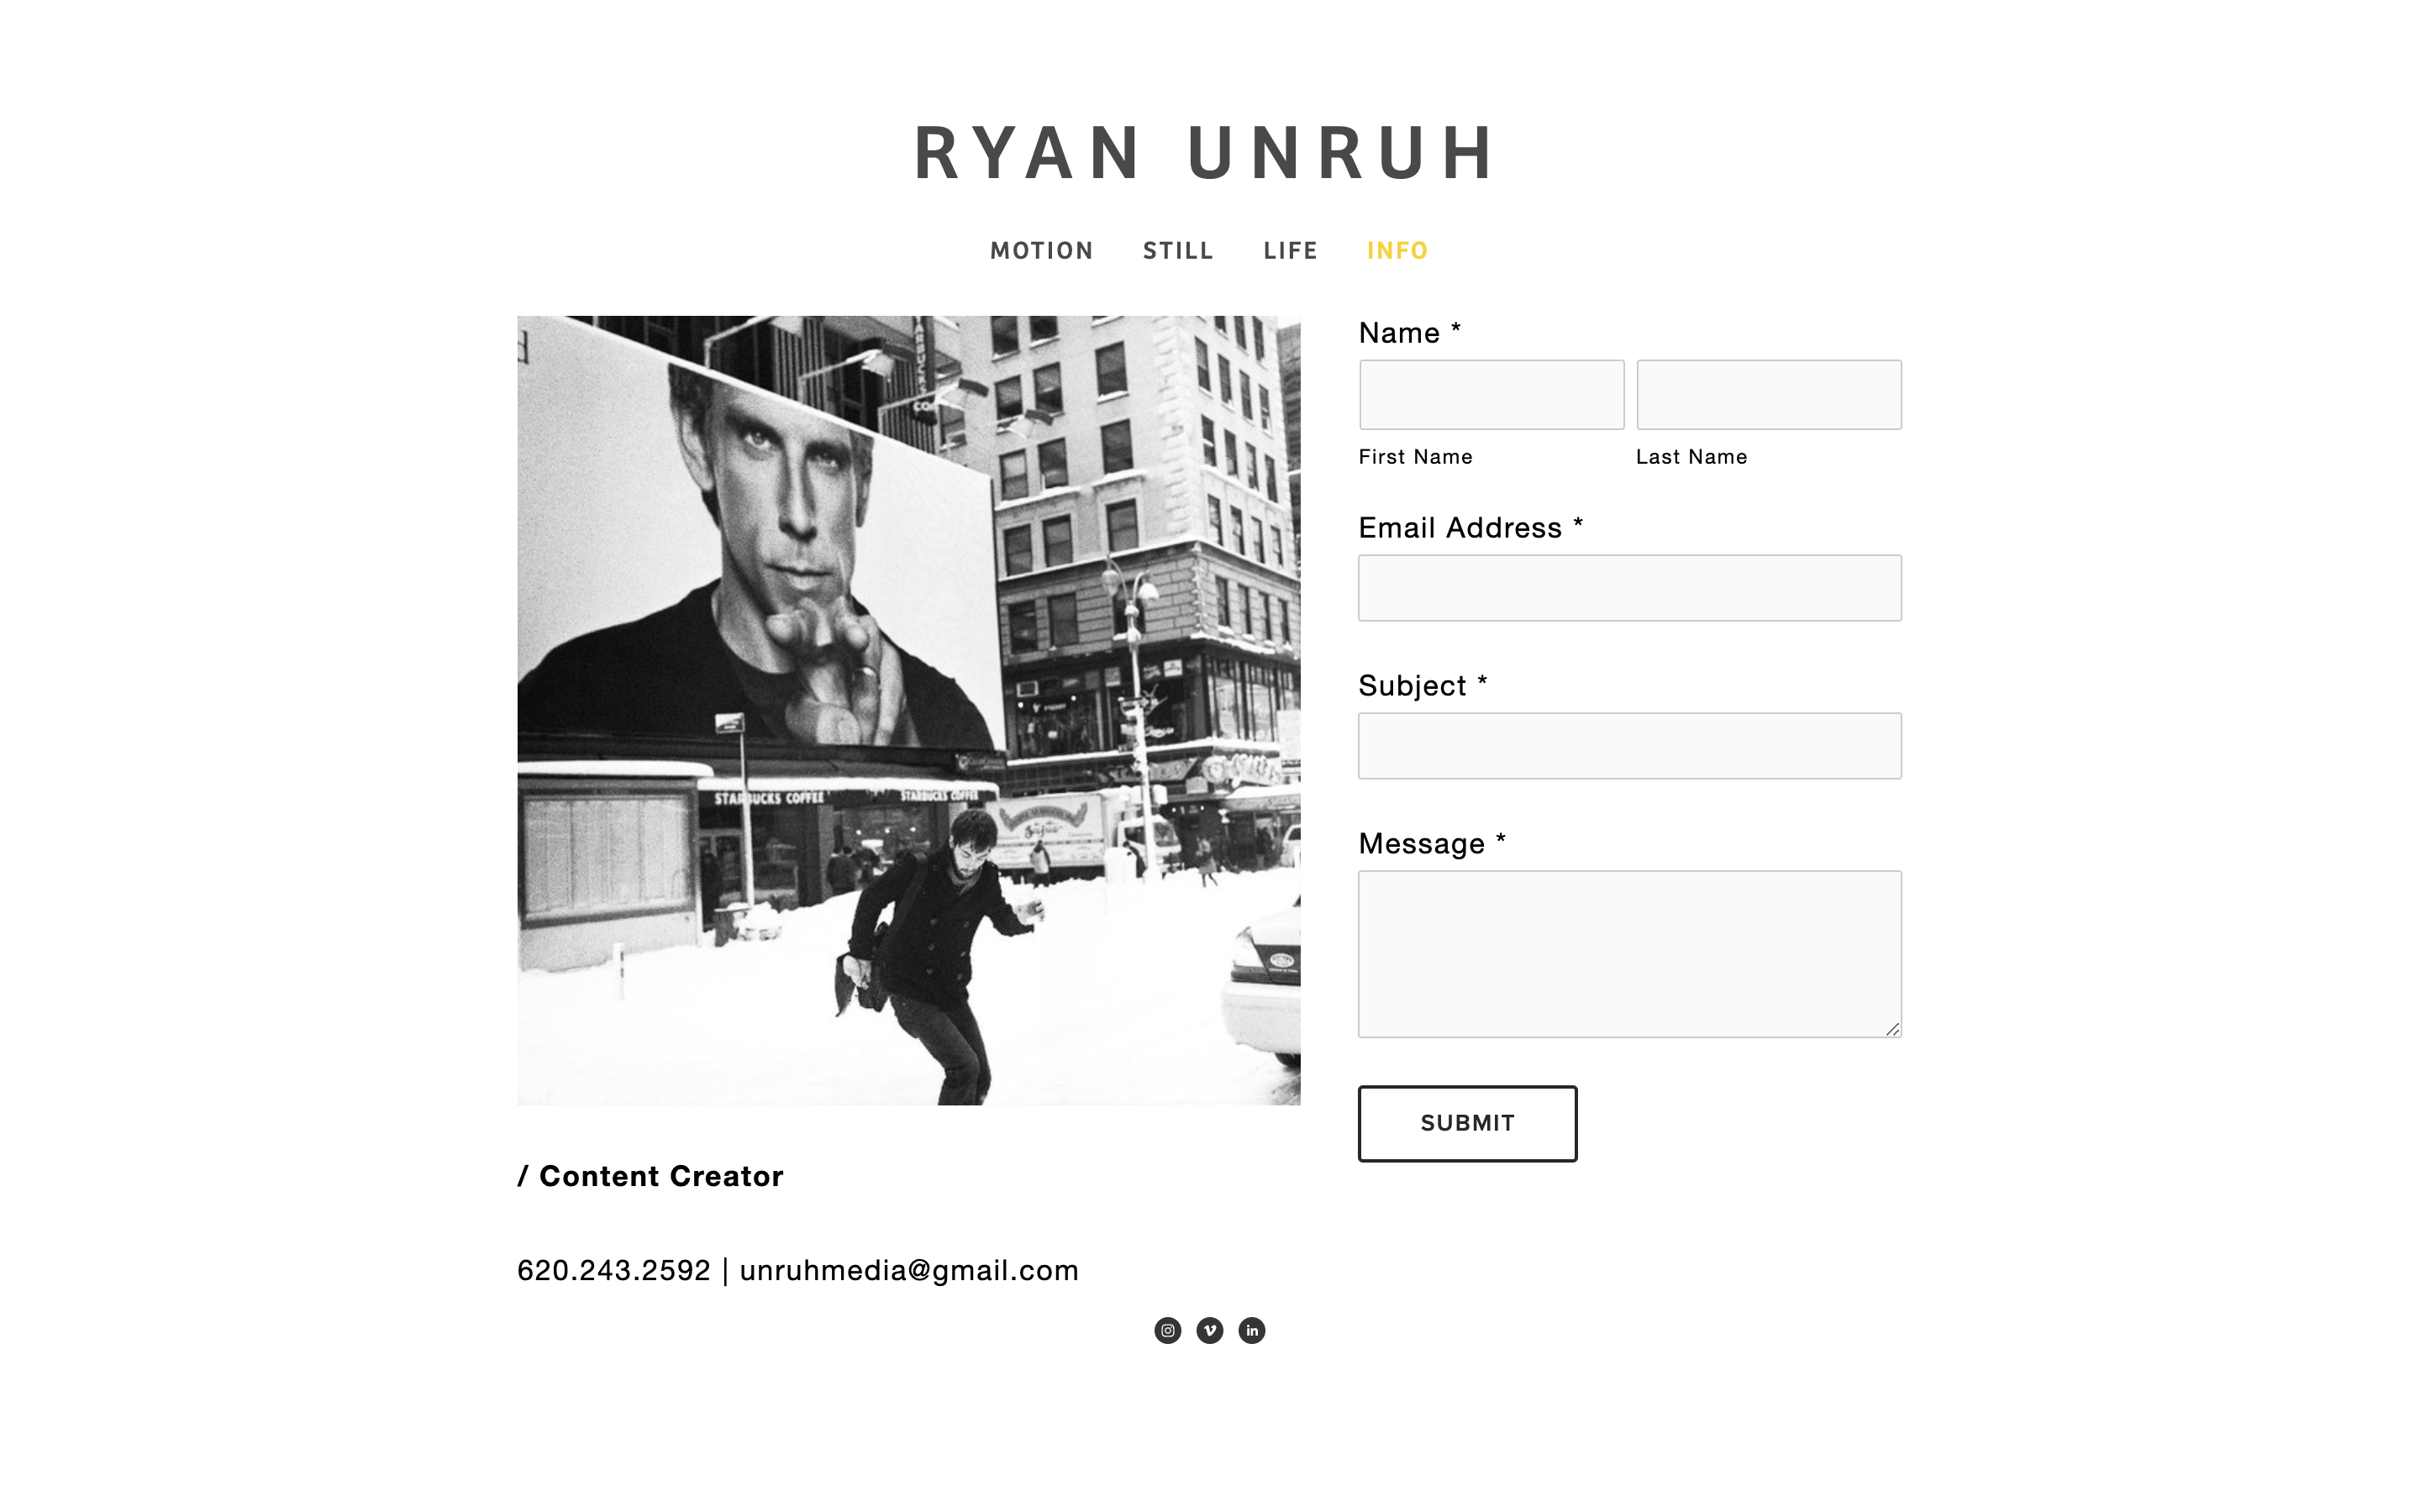 RYAN UNRUH
MOTION STILL LIFE INFO
STARBUCKS COFFEE STARBUCKS COFFEE
/ Content Creator
620.243.2592 | unruhmedia@gmail.com
Name *
First Name Last Name
Email Address *
Subject *
Message *
SUBMIT